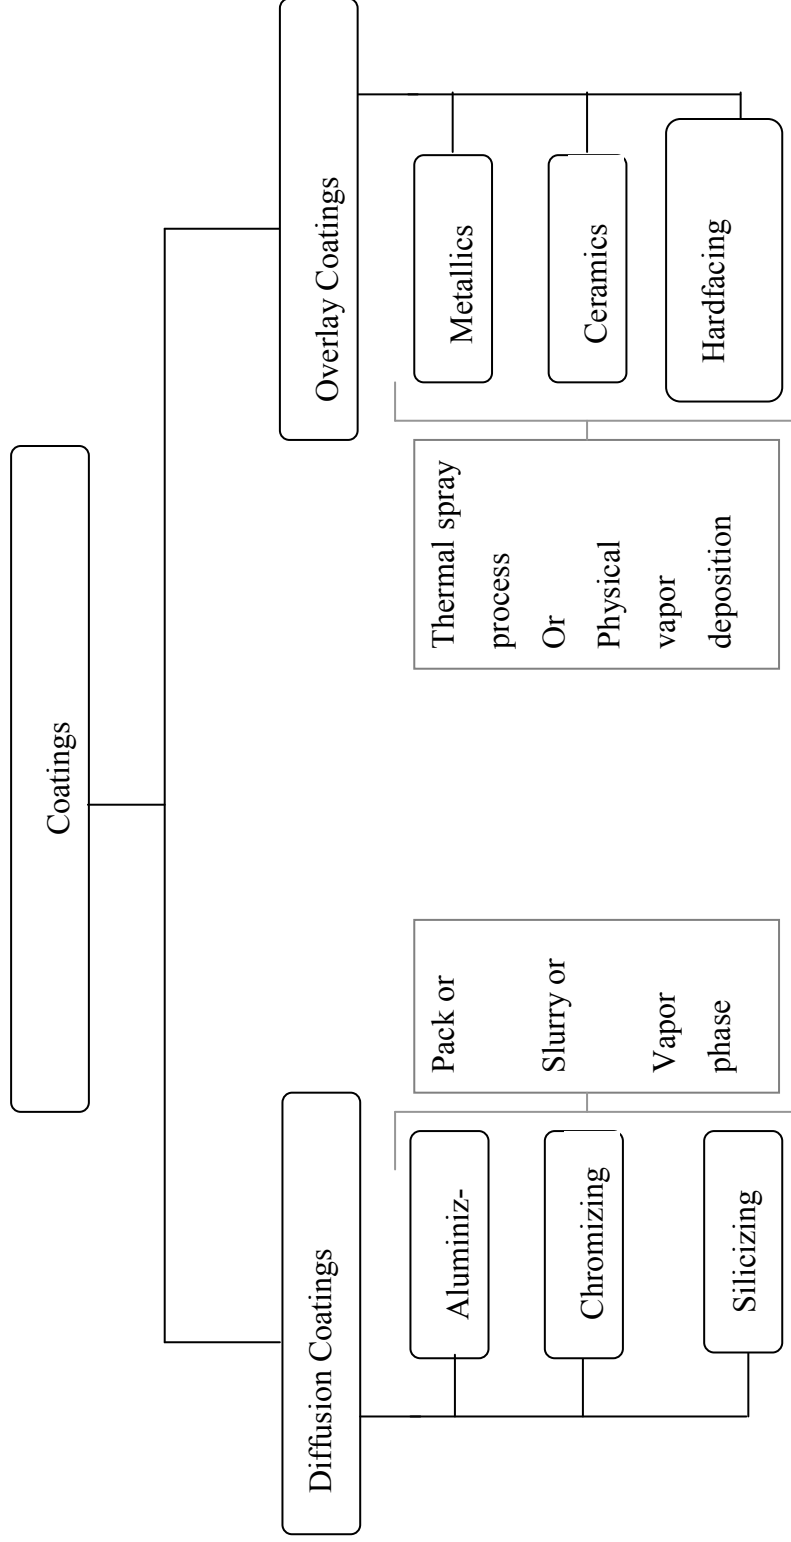 Coatings
Diffusion Coatings
Overlay Coatings
Aluminiz-
Chromizing
Silicizing
Pack or
Slurry or
Vapor
phase
Thermal spray
process
Or
Physical
vapor
deposition
Metallics
Ceramics
Hardfacing